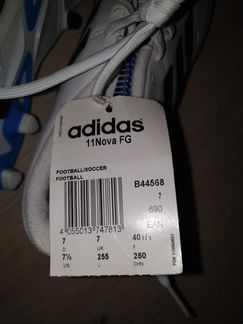 adidas
11Nova FG
FOOTBALL/SOCCER
FOOTBALL
B44568
7
690
EAN
4 055013 747813
7 7 40 2/3
D UK F
7½ 255 250
US J CHN